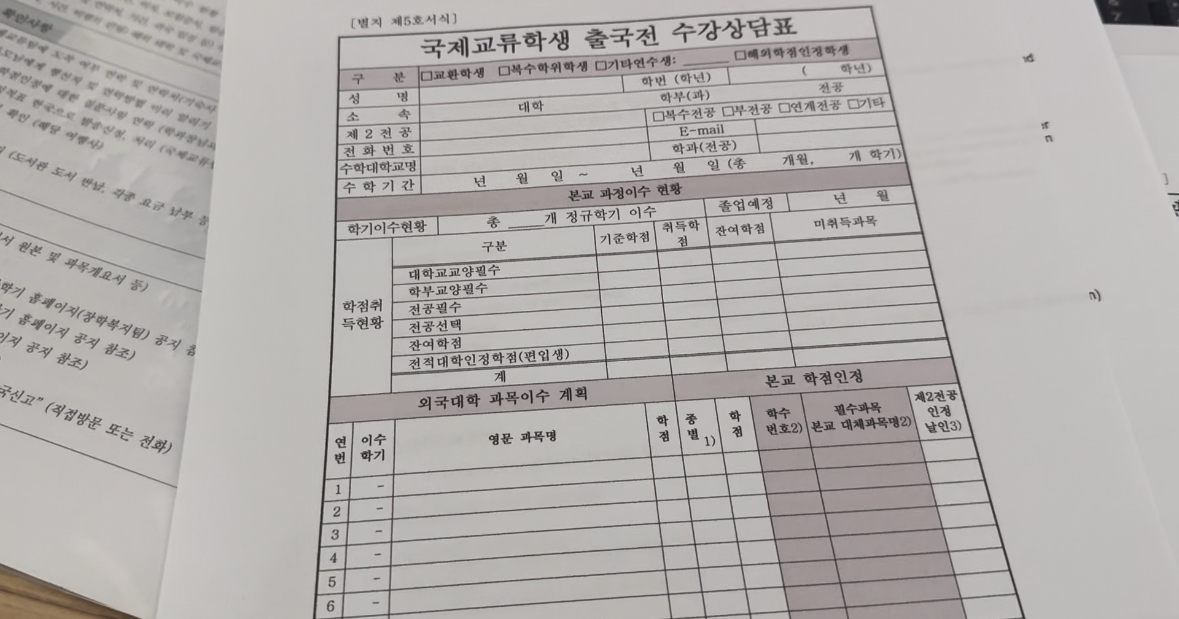 [별지 제5호서식]
국제교류학생 출국전 수강상담표
구 분 □교환학생 □복수학위학생 □기타연수생: ______ □해외학점인정학생
성 명 학번 (학년) ( 학년)
소 속 대학 학부(과) 전공
제 2 전 공 □복수전공 □부전공 □연계전공 □기타
전 화 번 호 E-mail
수학대학교명 학과(전공)
수 학 기 간 년 월 일 ~ 년 월 일 (총 개월, 개 학기)
본교 과정이수 현황
학기이수현황 총 _____개 정규학기 이수 졸업예정 년 월
학점취득현황 구분 기준학점 취득학점 잔여학점 미취득과목
대학교교양필수
학부교양필수
전공필수
전공선택
잔여학점
전적대학인정학점(편입생)
계
외국대학 과목이수 계획 본교 학점인정
연번 이수학기 영문 과목명 학점 종별 1) 학점 학수번호2) 필수과목 본교 대체과목명2) 제2전공 인정 날인3)
1 -
2 -
3 -
4 -
5 -
6 -
확인사항
(도서관 도서 반납, 각종 요금 납부 등
서 원본 및 과목개요서 등)
학기 홈페이지(장학복지팀) 공지 참
기 홈페이지 공지 참조)
이지 공지 참조)
국신고" (직접방문 또는 전화)